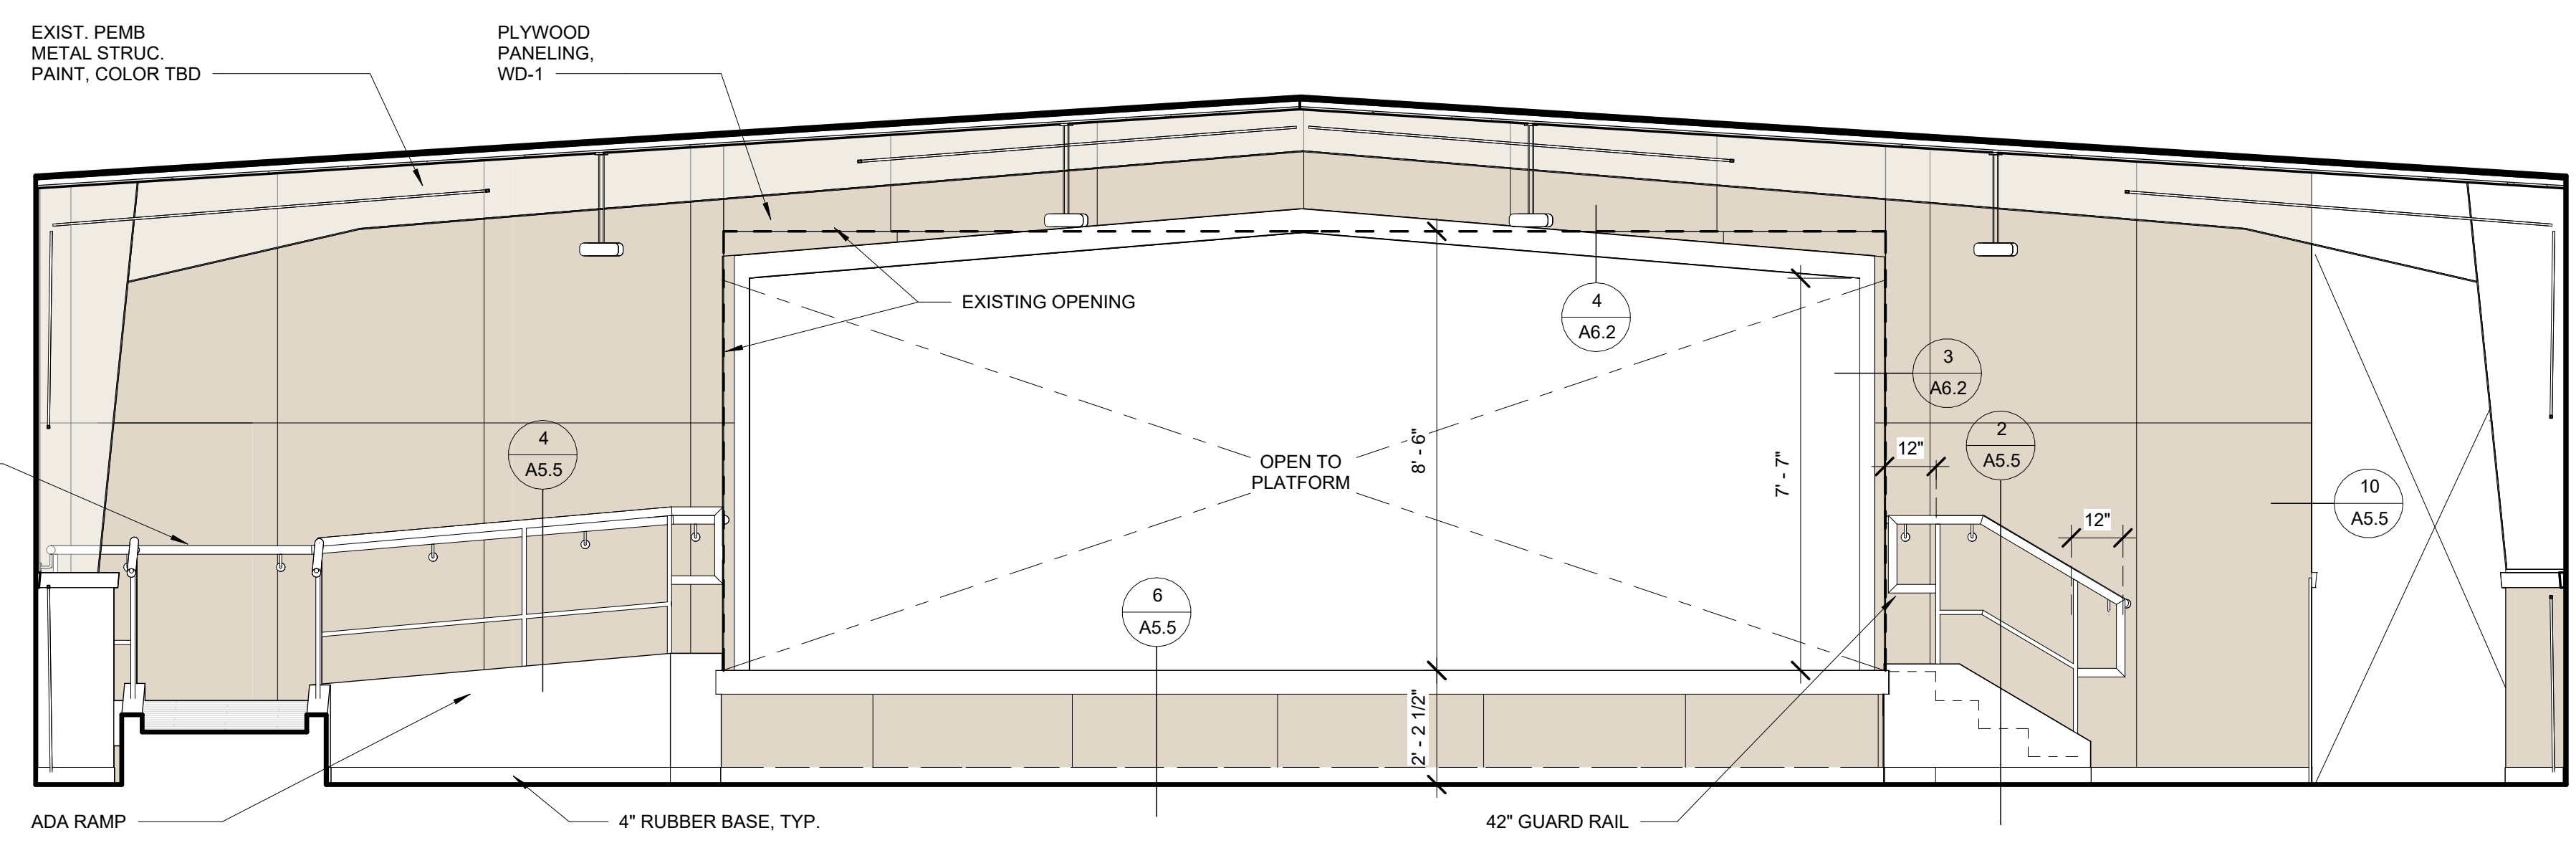 EXIST. PEMB
METAL STRUC.
PAINT, COLOR TBD
PLYWOOD
PANELING,
WD-1
EXISTING OPENING
4
A6.2
3
A6.2
4
A5.5
OPEN TO
PLATFORM
8' - 6"
7' - 7"
12"
2
A5.5
10
A5.5
12"
6
A5.5
2' - 2 1/2"
ADA RAMP
4" RUBBER BASE, TYP.
42" GUARD RAIL